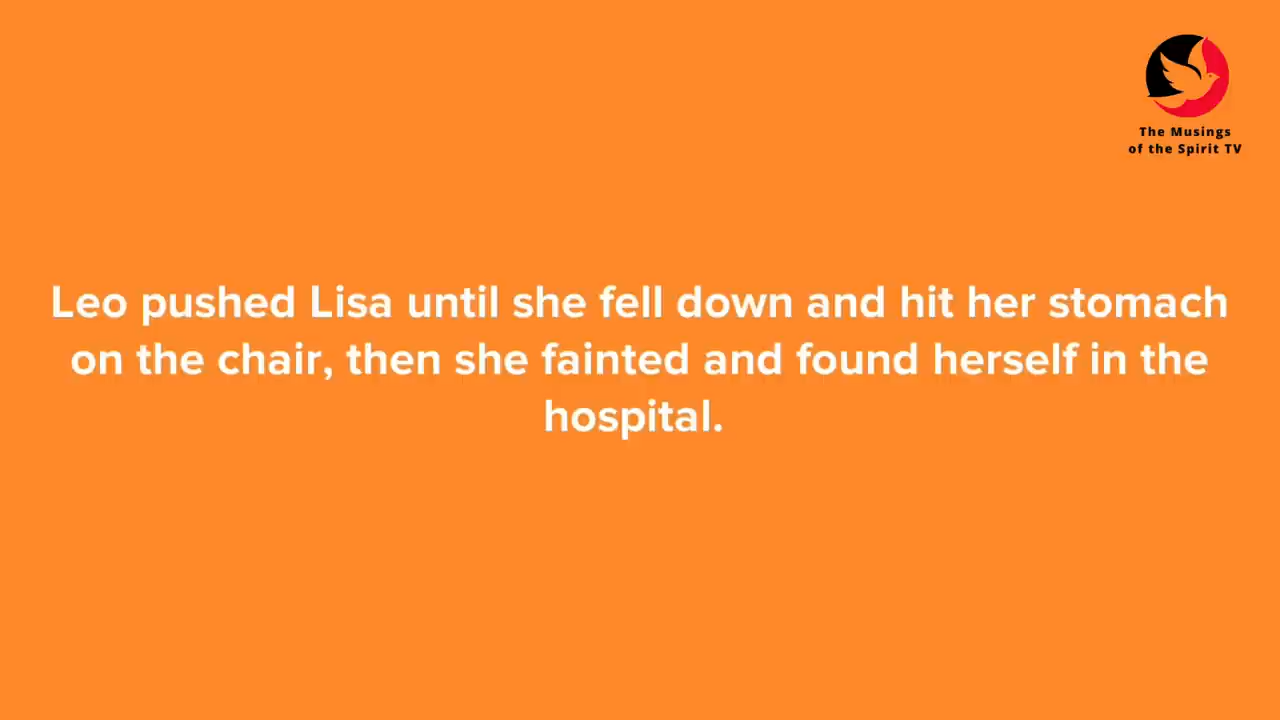 The Musings
of the Spirit TV
Leo pushed Lisa until she fell down and hit her stomach
on the chair, then she fainted and found herself in the
hospital.